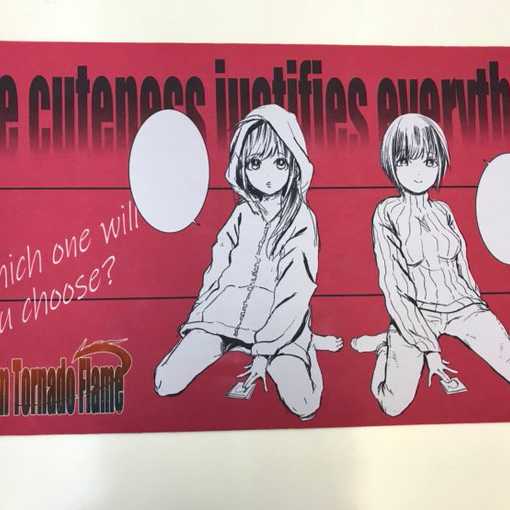 e cuteness justifies everyth
hich one will
u choose?
n Tornado Flame